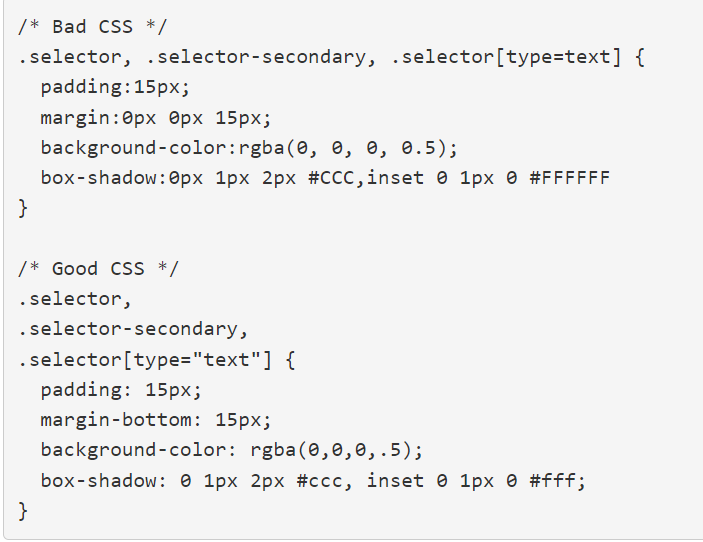 /* Bad CSS */
.selector, .selector-secondary, .selector[type=text] {
  padding:15px;
  margin:0px 0px 15px;
  background-color:rgba(0, 0, 0, 0.5);
  box-shadow:0px 1px 2px #CCC,inset 0 1px 0 #FFFFFF
}

/* Good CSS */
.selector,
.selector-secondary,
.selector[type="text"] {
  padding: 15px;
  margin-bottom: 15px;
  background-color: rgba(0,0,0,.5);
  box-shadow: 0 1px 2px #ccc, inset 0 1px 0 #fff;
}